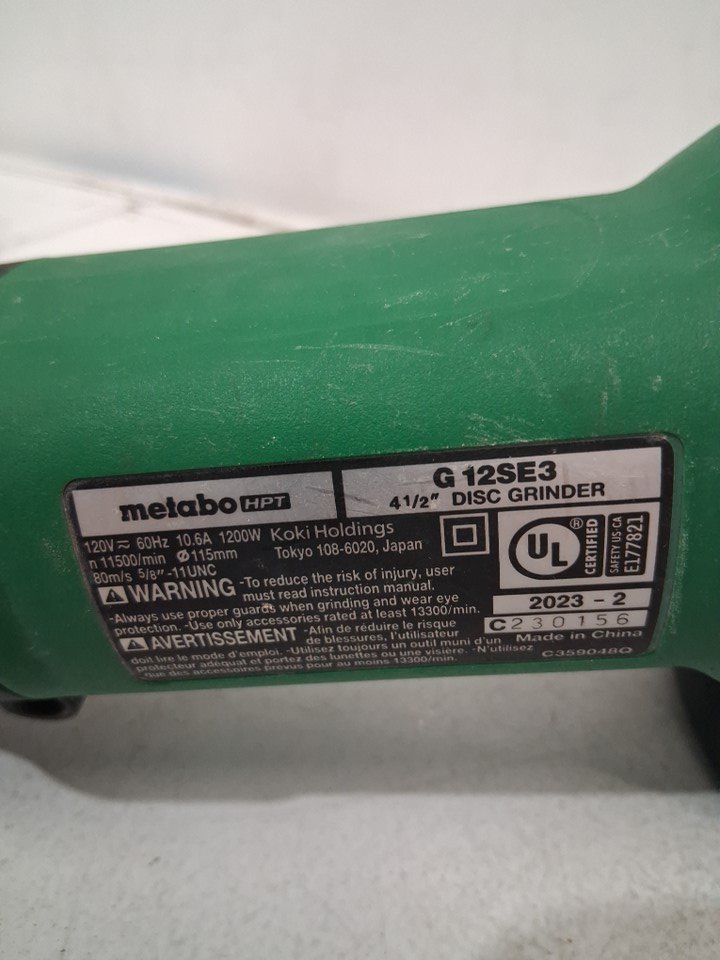 metabo HPT
G 12SE3
4 1/2" DISC GRINDER
120V ≂ 60Hz 10.6A 1200W
n 11500/min Ø115mm
80m/s 5/8"-11UNC
Koki Holdings
Tokyo 108-6020, Japan
UL ®
CERTIFIED
SAFETY US-CA
E177821
WARNING -To reduce the risk of injury, user
must read instruction manual.
-Always use proper guards when grinding and wear eye
protection. -Use only accessories rated at least 13300/min.
AVERTISSEMENT -Afin de réduire le risque
de blessures, l'utilisateur
doit lire le mode d'emploi. -Utilisez toujours un outil muni d'un
protecteur adéquat et portez des lunettes ou une visière. -N'utilisez
que des accessoires prévus pour au moins 13300/min.
2023 - 2
C230156
Made in China
C359048Q